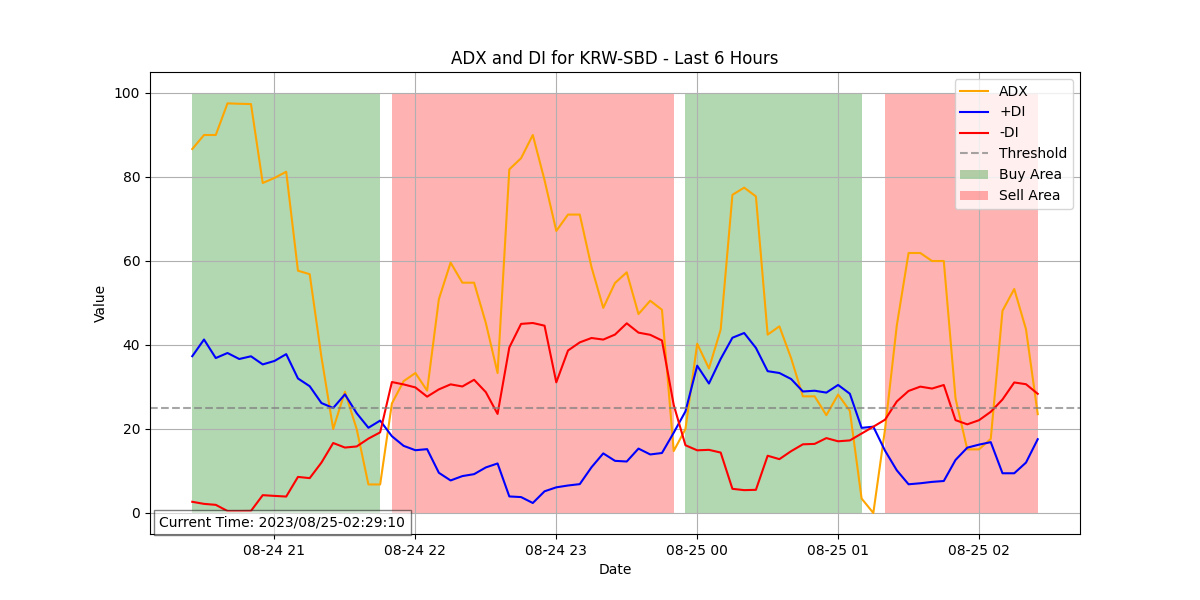 ADX and DI for KRW-SBD - Last 6 Hours
ADX
+DI
-DI
Threshold
Buy Area
Sell Area
Value
100
80
60
40
20
0
Current Time: 2023/08/25-02:29:10
08-24 21
08-24 22
08-24 23
08-25 00
08-25 01
08-25 02
Date